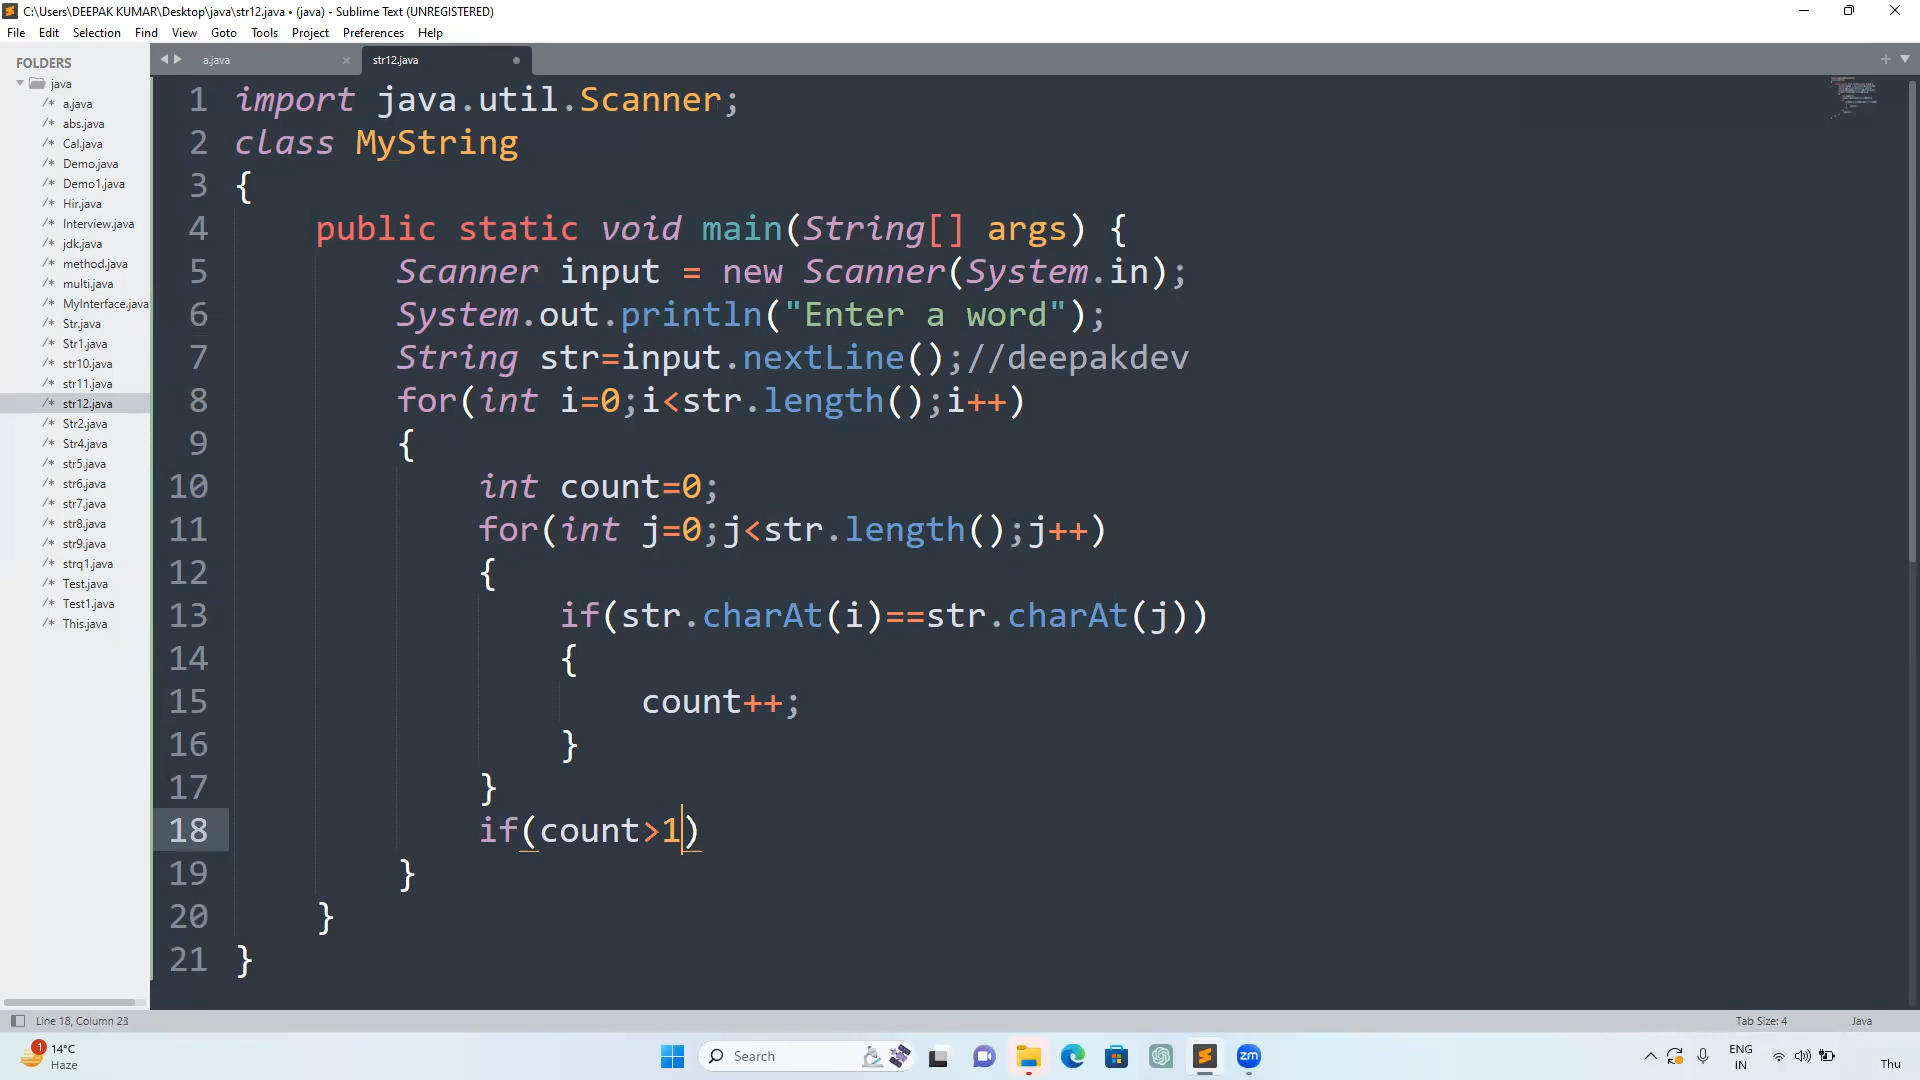 C:\Users\DEEPAK KUMAR\Desktop\java\str12.java • (java) - Sublime Text (UNREGISTERED)
File Edit Selection Find View Goto Tools Project Preferences Help
FOLDERS
java
a.java
abs.java
Cal.java
Demo.java
Demo1.java
Hir.java
Interview.java
jdk.java
method.java
multi.java
MyInterface.java
Str.java
Str1.java
str10.java
str11.java
str12.java
Str2.java
Str4.java
str5.java
str6.java
str7.java
str8.java
str9.java
strq1.java
Test.java
Test1.java
This.java
a.java str12.java
1 import java.util.Scanner;
2 class MyString
3 {
4 public static void main(String[] args) {
5 Scanner input = new Scanner(System.in);
6 System.out.println("Enter a word");
7 String str=input.nextLine();//deepakdev
8 for(int i=0;i<str.length();i++)
9 {
10 int count=0;
11 for(int j=0;j<str.length();j++)
12 {
13 if(str.charAt(i)==str.charAt(j))
14 {
15 count++;
16 }
17 }
18 if(count>1)
19 }
20 }
21 }
Line 18, Column 23
Tab Size: 4 Java
1
14°C
Haze
Search
zm
ENG
IN
Thu